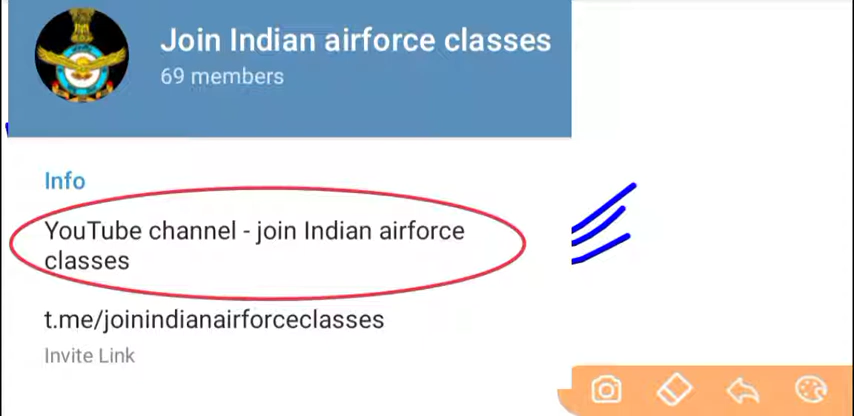 Join Indian airforce classes
69 members
Info
YouTube channel - join Indian airforce
classes
t.me/joinindianairforceclasses
Invite Link